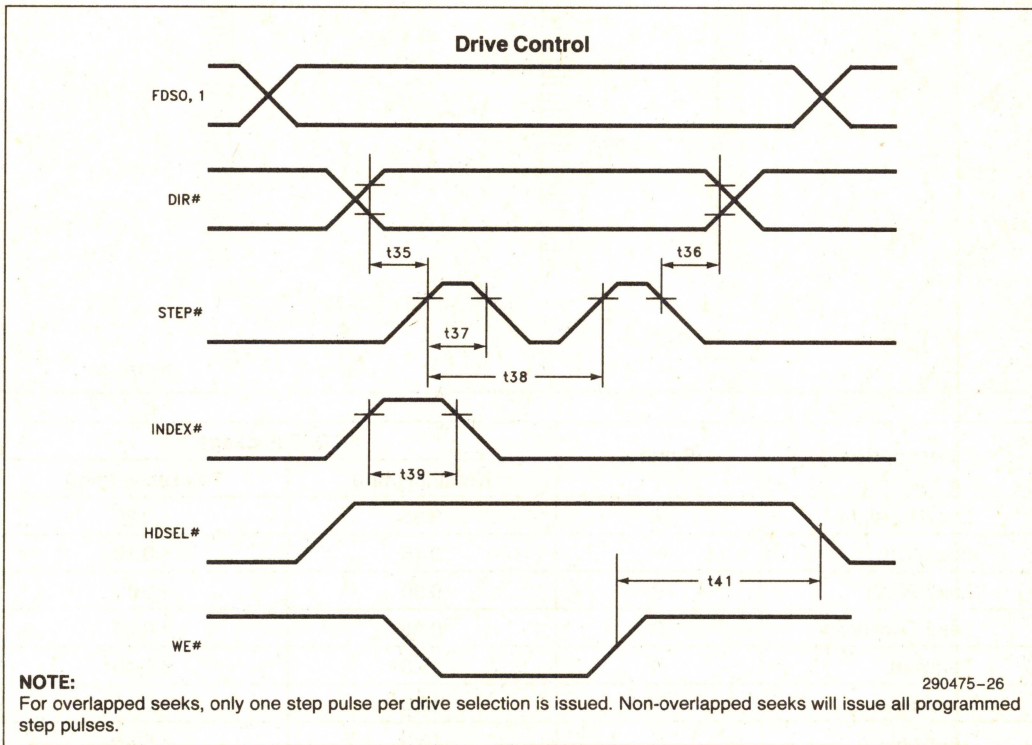 Drive Control
FDS0, 1
DIR#
t35
t36
STEP#
t37
t38
INDEX#
t39
HDSEL#
t41
WE#
NOTE:
290475–26
For overlapped seeks, only one step pulse per drive selection is issued. Non-overlapped seeks will issue all programmed
step pulses.